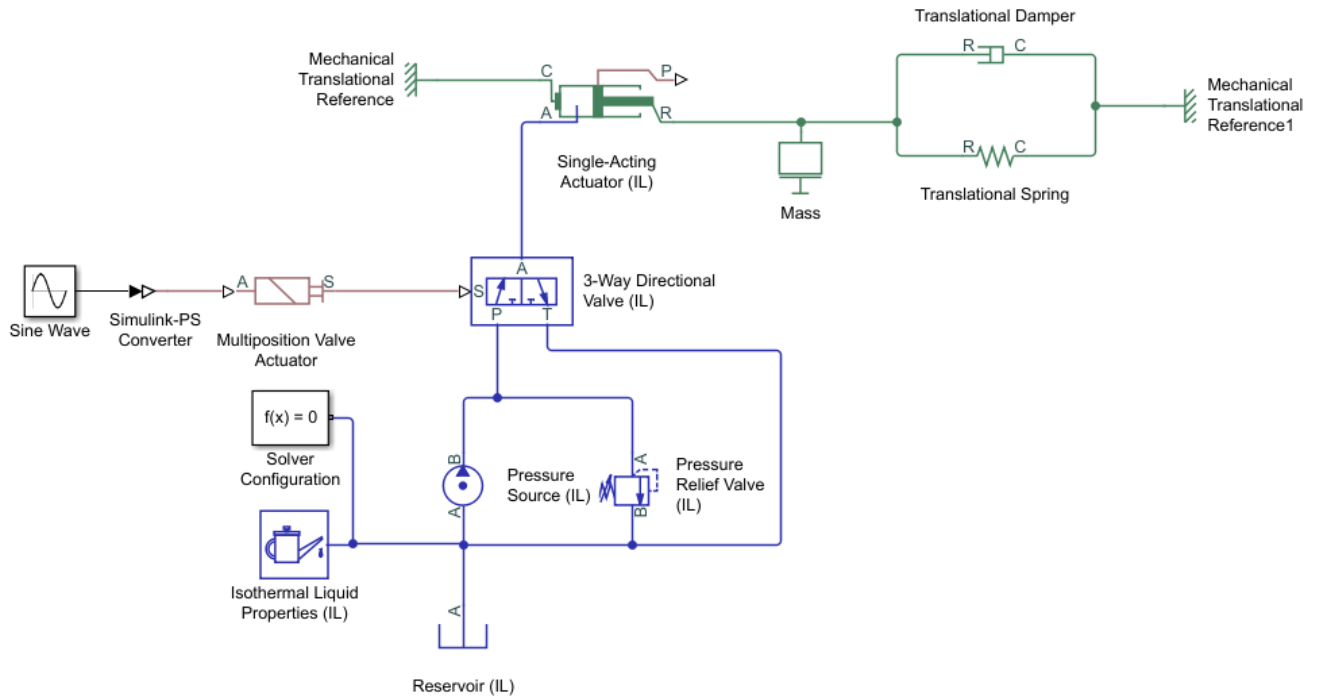 Translational Damper
R C
Mechanical
Translational
Reference
C
P
A
R
Mechanical
Translational
Reference1
Single-Acting
Actuator (IL)
R C
Translational Spring
Mass
A
3-Way Directional
Valve (IL)
S
P T
A S
Sine Wave
Simulink-PS
Converter
Multiposition Valve
Actuator
f(x) = 0
Solver
Configuration
B
A
Pressure
Source (IL)
A
B
Pressure
Relief Valve
(IL)
Isothermal Liquid
Properties (IL)
A
Reservoir (IL)